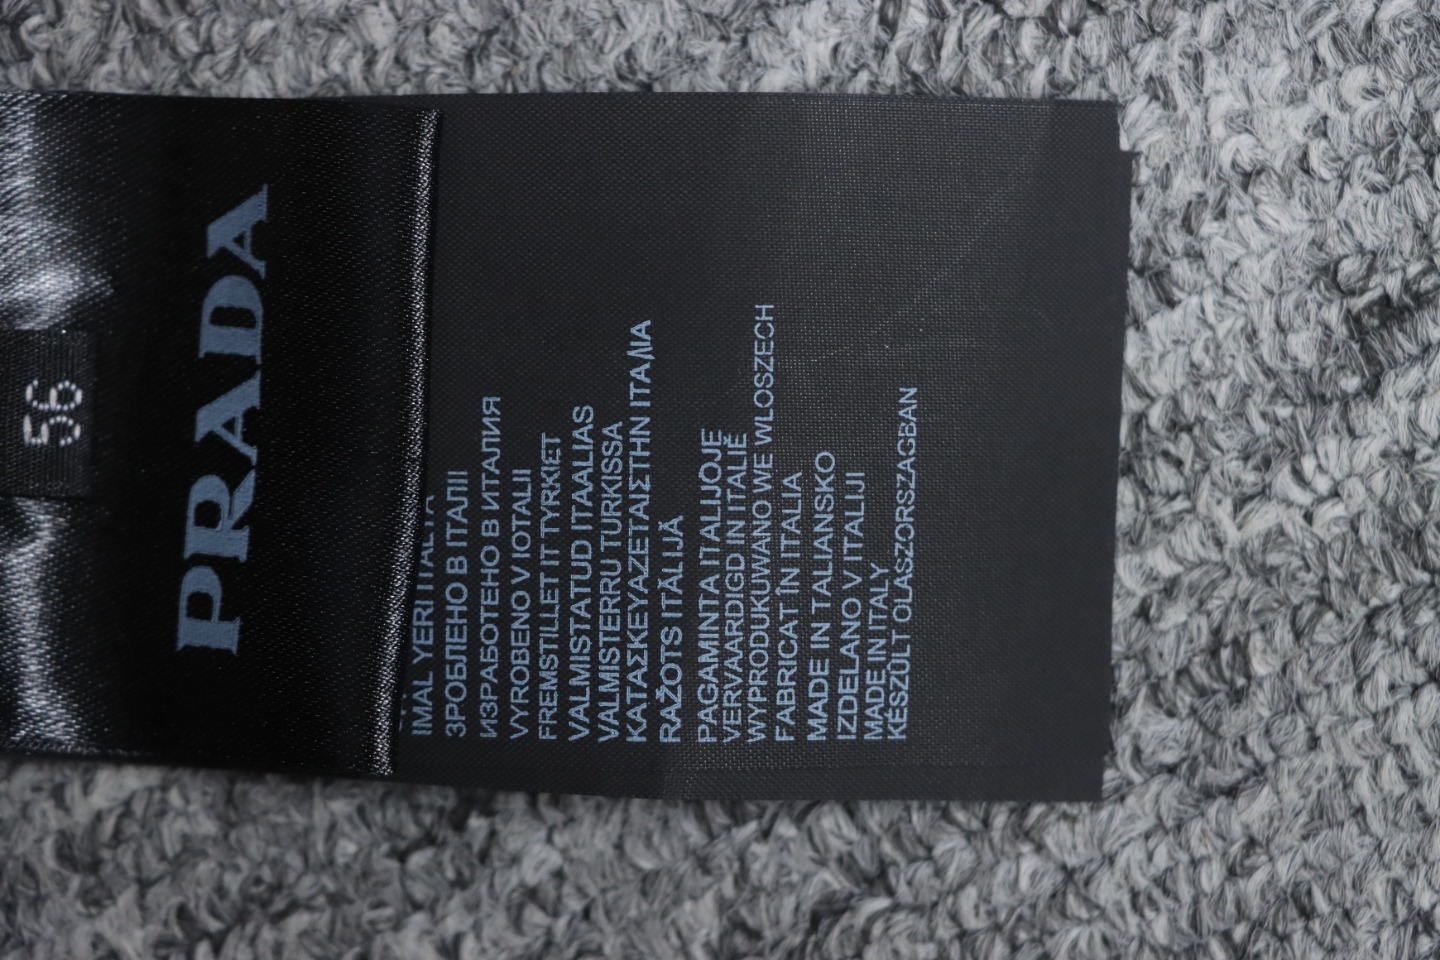 56
PRADA
IMAL YERI ITALYA
ЗРОБЛЕНО В ІТАЛІІ
ИЗРАБОТЕНО В ИТАЛИЯ
VYROBENO V IOTALII
FREMSTILLET IT TYRKIET
VALMISTATUD ITAALIAS
VALMISTERRU TURKISSA
ΚΑΤΑΣΚΕΥΑΖΕΤΑΙΣΤΗΝ ΙΤΑΛΙΑ
RAŽOTS ITĀLIJĀ
PAGAMINTA ITALIJOJE
VERVAARDIGD IN ITALIË
WYPRODUKUWANO WE WLOSZECH
FABRICAT ÎN ITALIA
MADE IN TALIANSKO
IZDELANO V ITALIJI
MADE IN ITALY
KÉSZÜLT OLASZORSZAGBAN